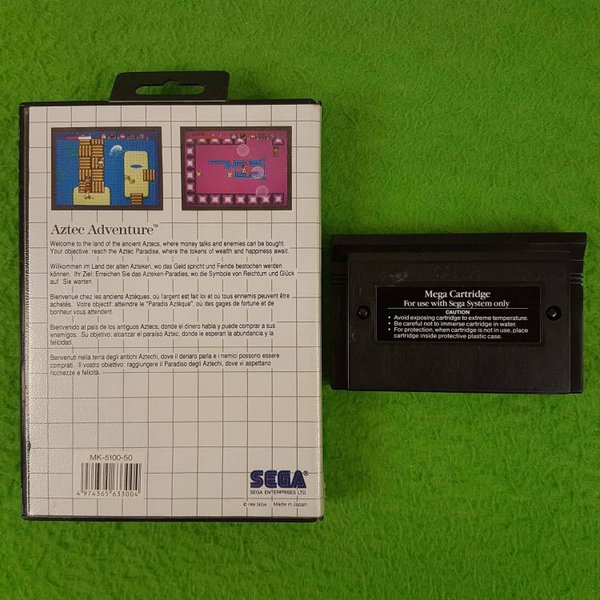 Aztec Adventure™
Welcome to the land of the ancient Aztecs, where money talks and enemies can be bought.
Your objective: reach the Aztec Paradise, where the tokens of wealth and happiness await.
Willkommen im Land der alten Azteken, wo das Geld spricht und Feinde bestochen werden
können. Ihr Ziel: Erreichen Sie das Azteken-Paradies, wo die Symbole von Reichtum und Glück
auf Sie warten.
Bienvenue chez les anciens Aztèques, où l'argent est fait loi et où tous ennemis peuvent être
achetés. Votre objectif: atteindre le "Paradis Aztèque", où des gages de fortune et de
bonheur vous attendent.
Bienvenido al pais de los antiguos Aztecs, donde el dinero habla y puede comprar a sus
enemigos. Su objetivo: alcanzar el paraiso Aztec, donde le esperan la abundancia y la
felicidad.
Benvenuti nella terra degli antichi Aztechi, dove il denaro parla e i nemici possono essere
comprati. Il vostro obiettivo: raggiungere il Paradiso degli Aztechi, dove vi aspettano
ricchezze e felicità.
MK-5100-50
4 974365 633004
SEGA
SEGA ENTERPRISES LTD.
© 1988 SEGA Made in Japan
Mega Cartridge
For use with Sega System only
CAUTION
• Avoid exposing cartridge to extreme temperature.
• Be careful not to immerse cartridge in water.
• For protection, when cartridge is not in use, place
cartridge inside protective plastic case.